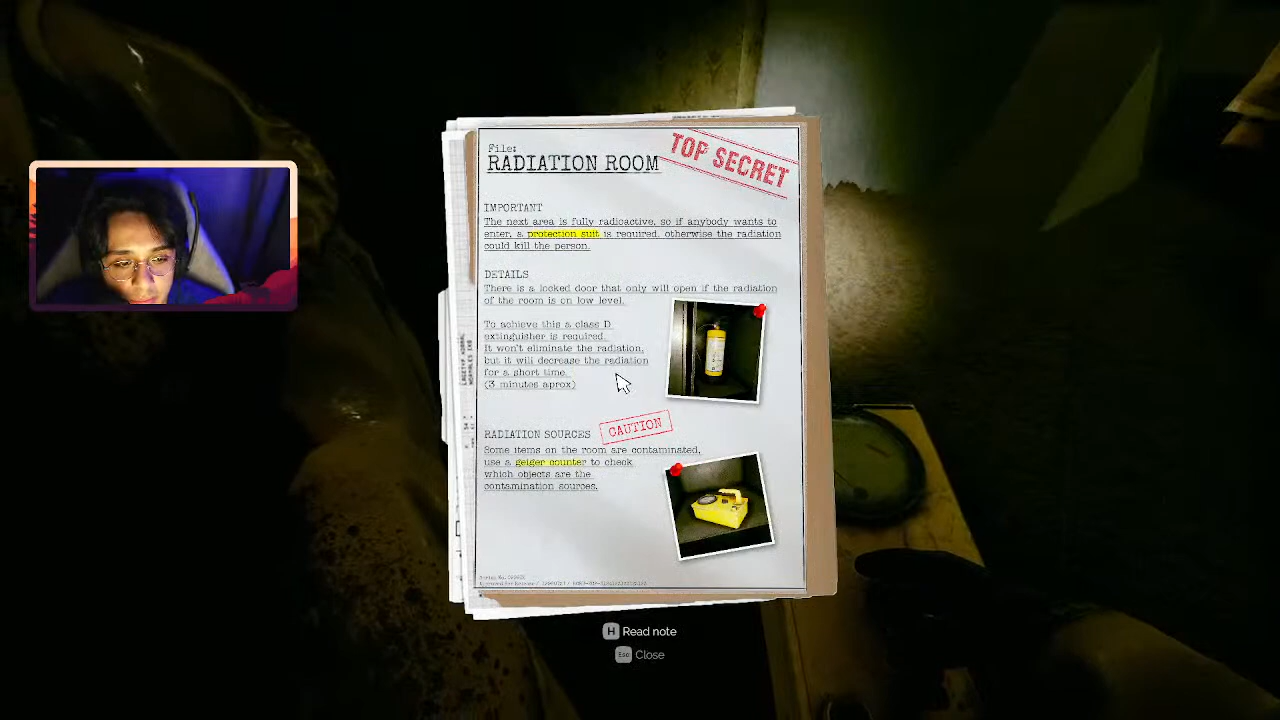 File:
RADIATION ROOM
TOP SECRET
IMPORTANT
The next area is fully radioactive, so if anybody wants to
enter, a protection suit is required, otherwise the radiation
could kill the person.
DETAILS
There is a locked door that only will open if the radiation
of the room is on low level.
To achieve this a class D
extinguisher is required.
It won't eliminate the radiation,
but it will decrease the radiation
for a short time.
(3 minutes aprox)
RADIATION SOURCES
CAUTION
Some items on the room are contaminated,
use a geiger counter to check
which objects are the
contamination sources.
H Read note
Esc Close